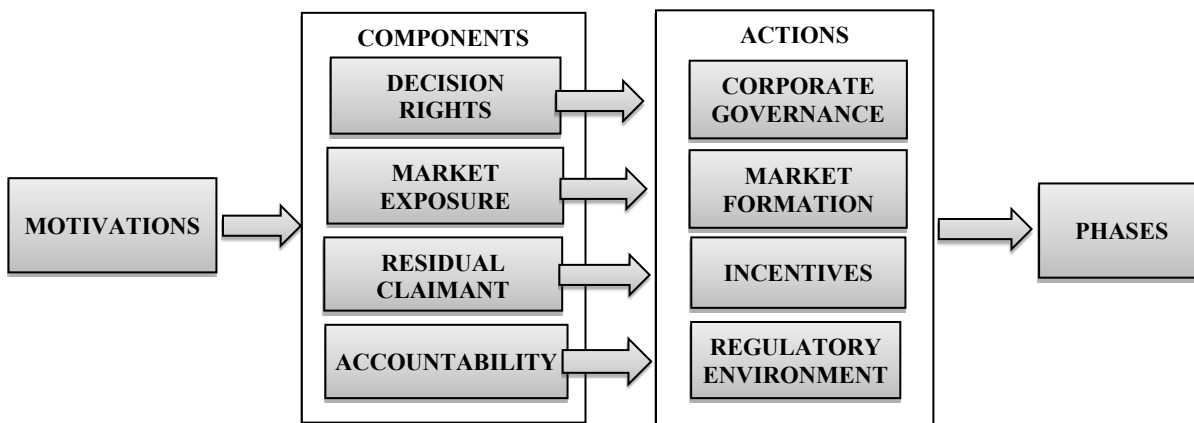 MOTIVATIONS
COMPONENTS
DECISION
RIGHTS
MARKET
EXPOSURE
RESIDUAL
CLAIMANT
ACCOUNTABILITY
ACTIONS
CORPORATE
GOVERNANCE
MARKET
FORMATION
INCENTIVES
REGULATORY
ENVIRONMENT
PHASES